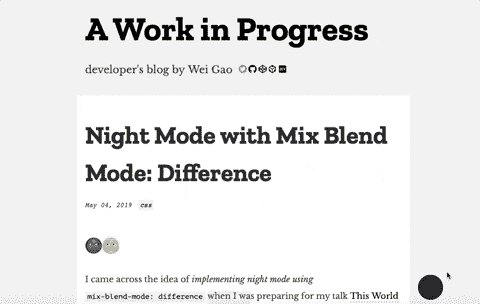 A Work in Progress
developer's blog by Wei Gao
Night Mode with Mix Blend
Mode: Difference
May 04, 2019 css
I came across the idea of implementing night mode using
mix-blend-mode: difference when I was preparing for my talk This World